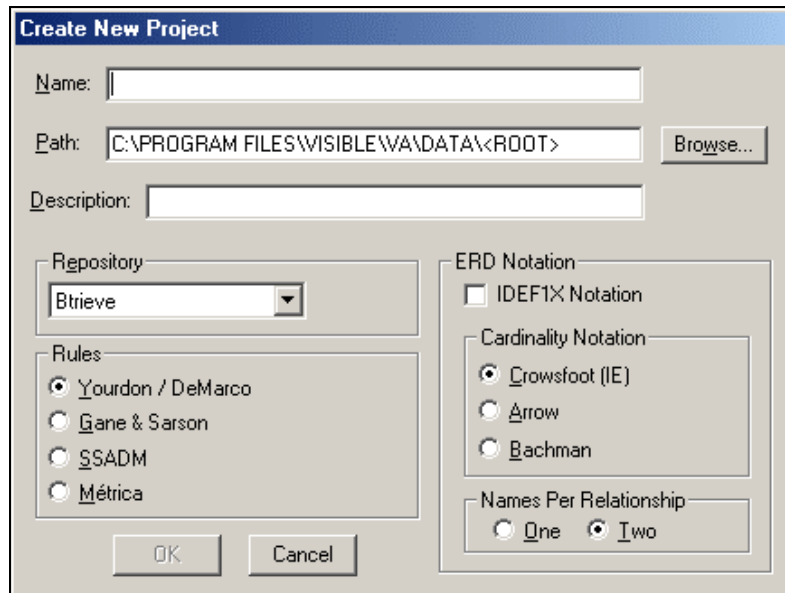 Create New Project
Name:
Path: C:\PROGRAM FILES\VISIBLE\VA\DATA\<ROOT> Browse...
Description:
Repository
Btrieve
Rules
Yourdon / DeMarco
Gane & Sarson
SSADM
Métrica
ERD Notation
IDEF1X Notation
Cardinality Notation
Crowsfoot (IE)
Arrow
Bachman
Names Per Relationship
One Two
OK Cancel